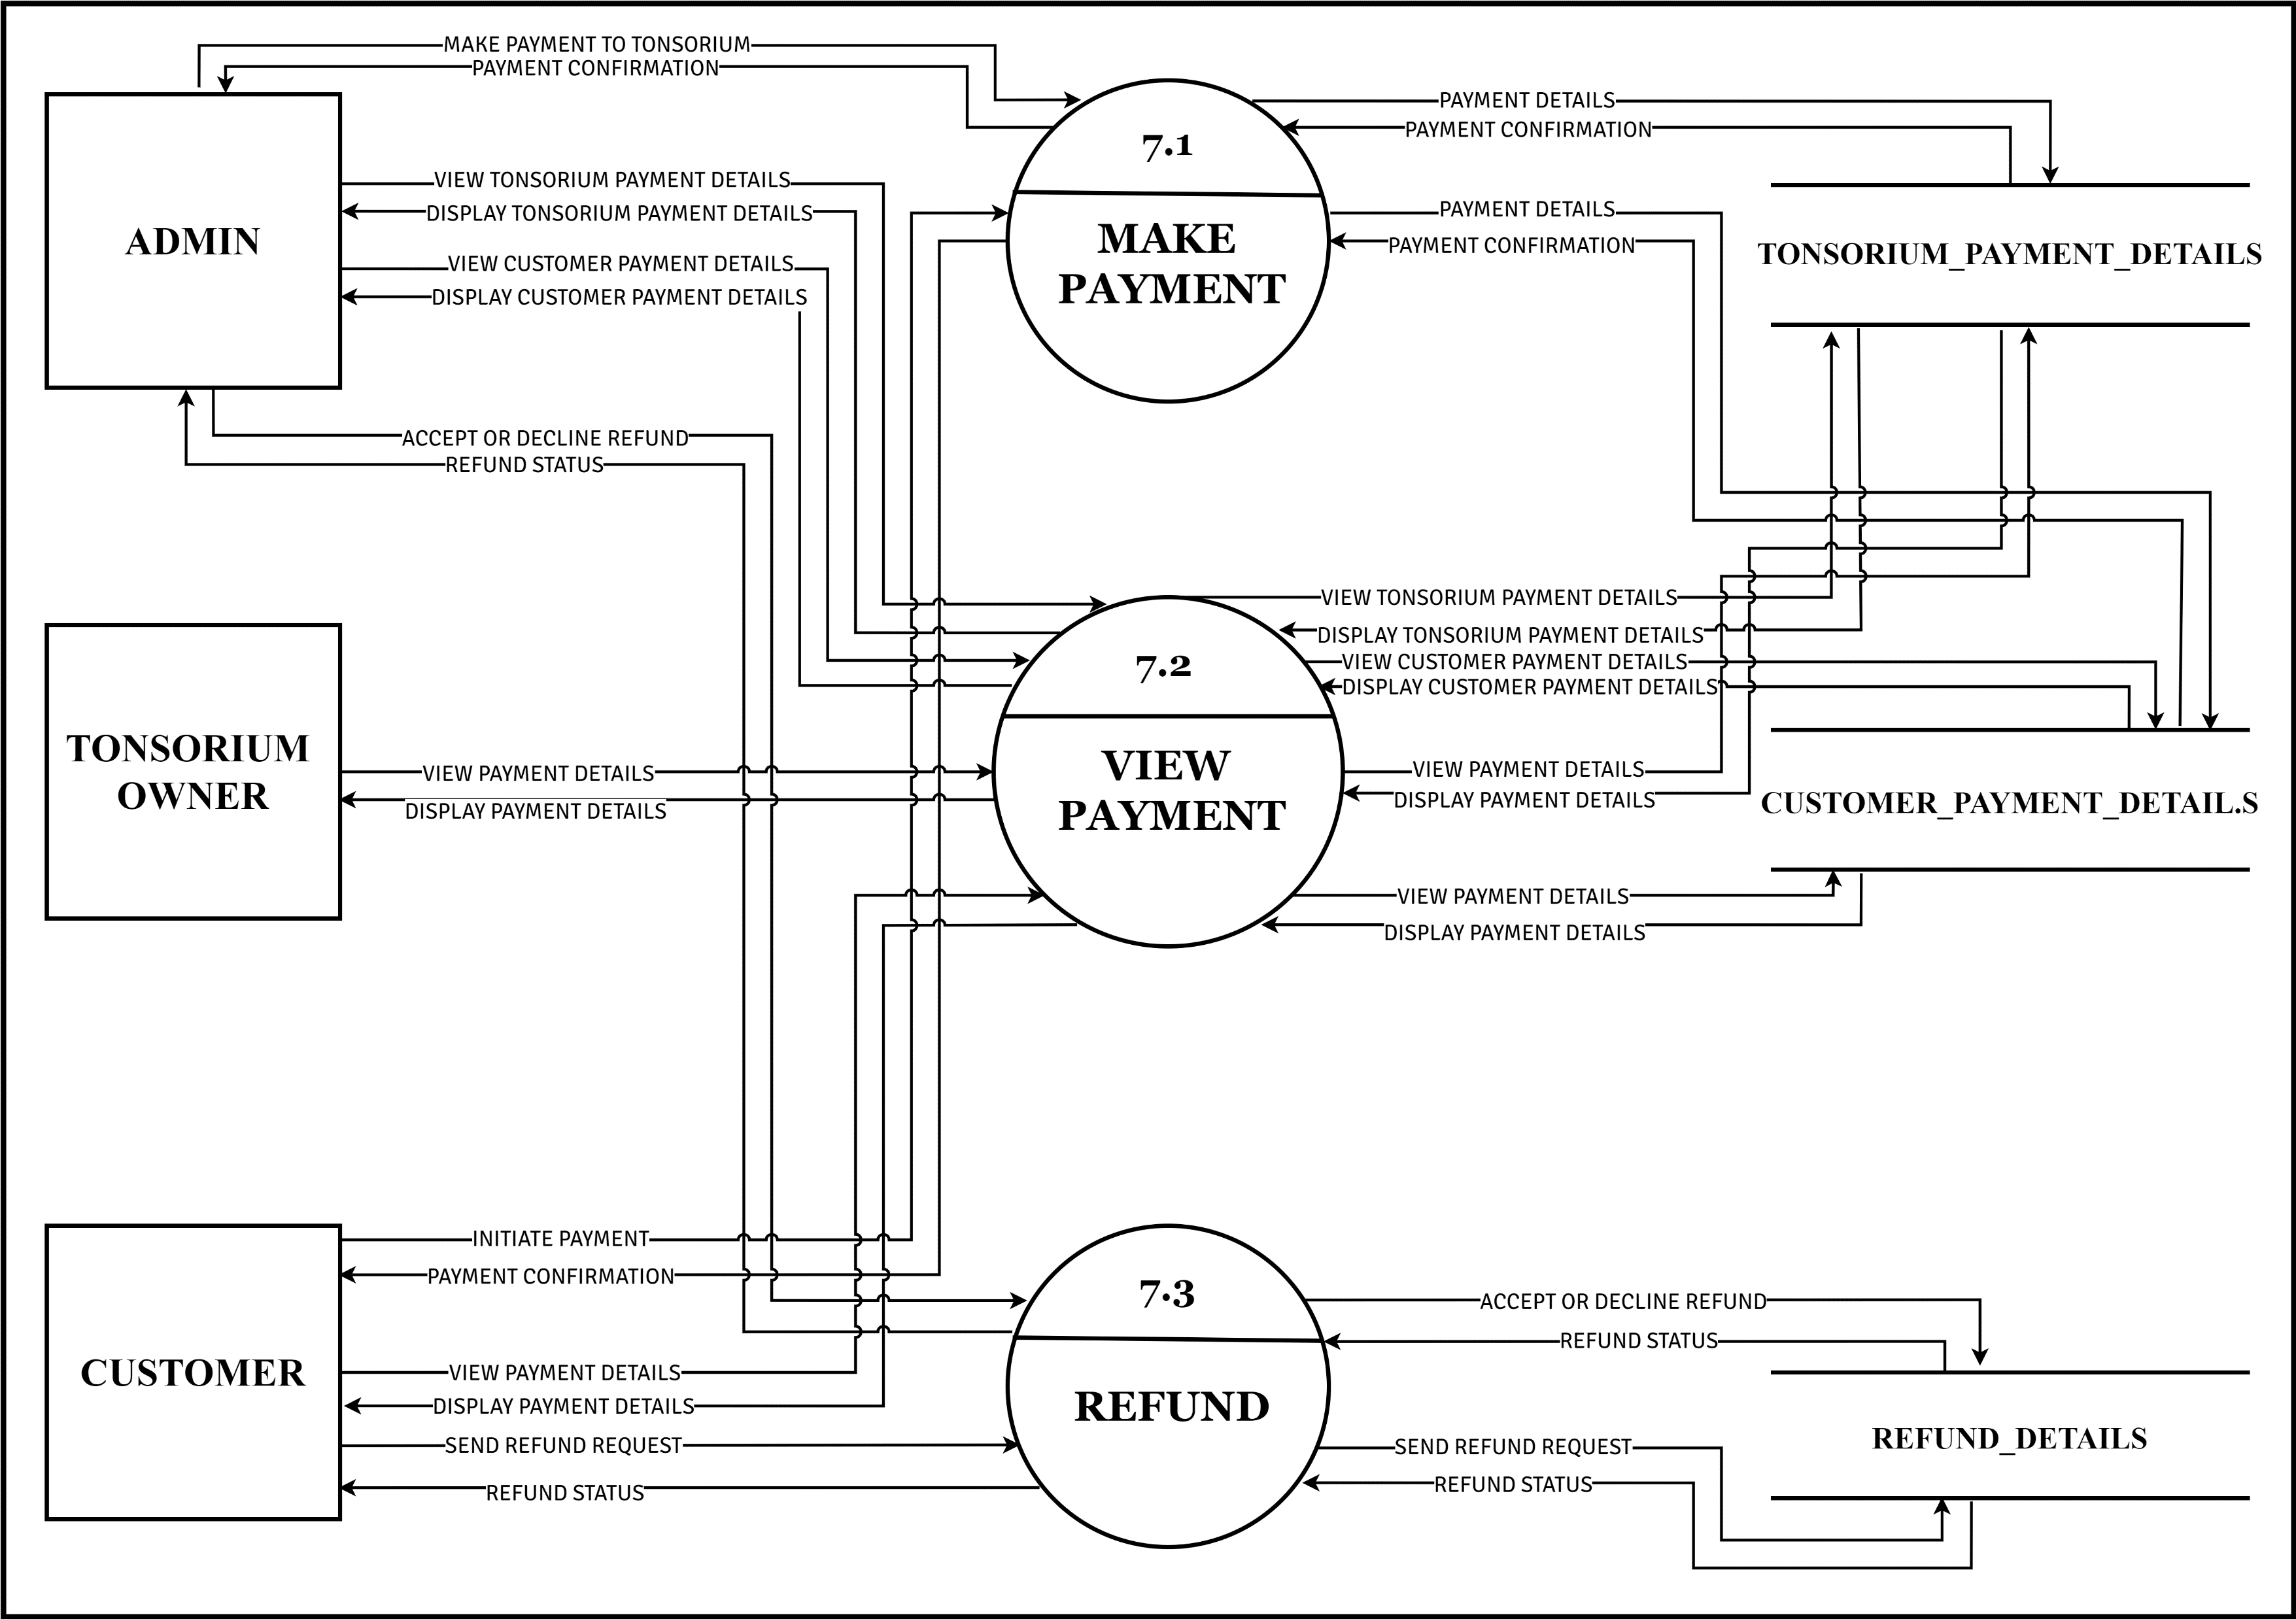 MAKE PAYMENT TO TONSORIUM
PAYMENT CONFIRMATION
ADMIN
VIEW TONSORIUM PAYMENT DETAILS
DISPLAY TONSORIUM PAYMENT DETAILS
VIEW CUSTOMER PAYMENT DETAILS
DISPLAY CUSTOMER PAYMENT DETAILS
ACCEPT OR DECLINE REFUND
REFUND STATUS
7.1
MAKE
PAYMENT
PAYMENT DETAILS
PAYMENT CONFIRMATION
PAYMENT DETAILS
PAYMENT CONFIRMATION
TONSORIUM_PAYMENT_DETAILS
TONSORIUM
OWNER
VIEW PAYMENT DETAILS
DISPLAY PAYMENT DETAILS
7.2
VIEW
PAYMENT
VIEW TONSORIUM PAYMENT DETAILS
DISPLAY TONSORIUM PAYMENT DETAILS
VIEW CUSTOMER PAYMENT DETAILS
DISPLAY CUSTOMER PAYMENT DETAILS
VIEW PAYMENT DETAILS
DISPLAY PAYMENT DETAILS
CUSTOMER_PAYMENT_DETAIL.S
VIEW PAYMENT DETAILS
DISPLAY PAYMENT DETAILS
CUSTOMER
INITIATE PAYMENT
PAYMENT CONFIRMATION
VIEW PAYMENT DETAILS
DISPLAY PAYMENT DETAILS
SEND REFUND REQUEST
REFUND STATUS
7.3
REFUND
ACCEPT OR DECLINE REFUND
REFUND STATUS
SEND REFUND REQUEST
REFUND STATUS
REFUND_DETAILS